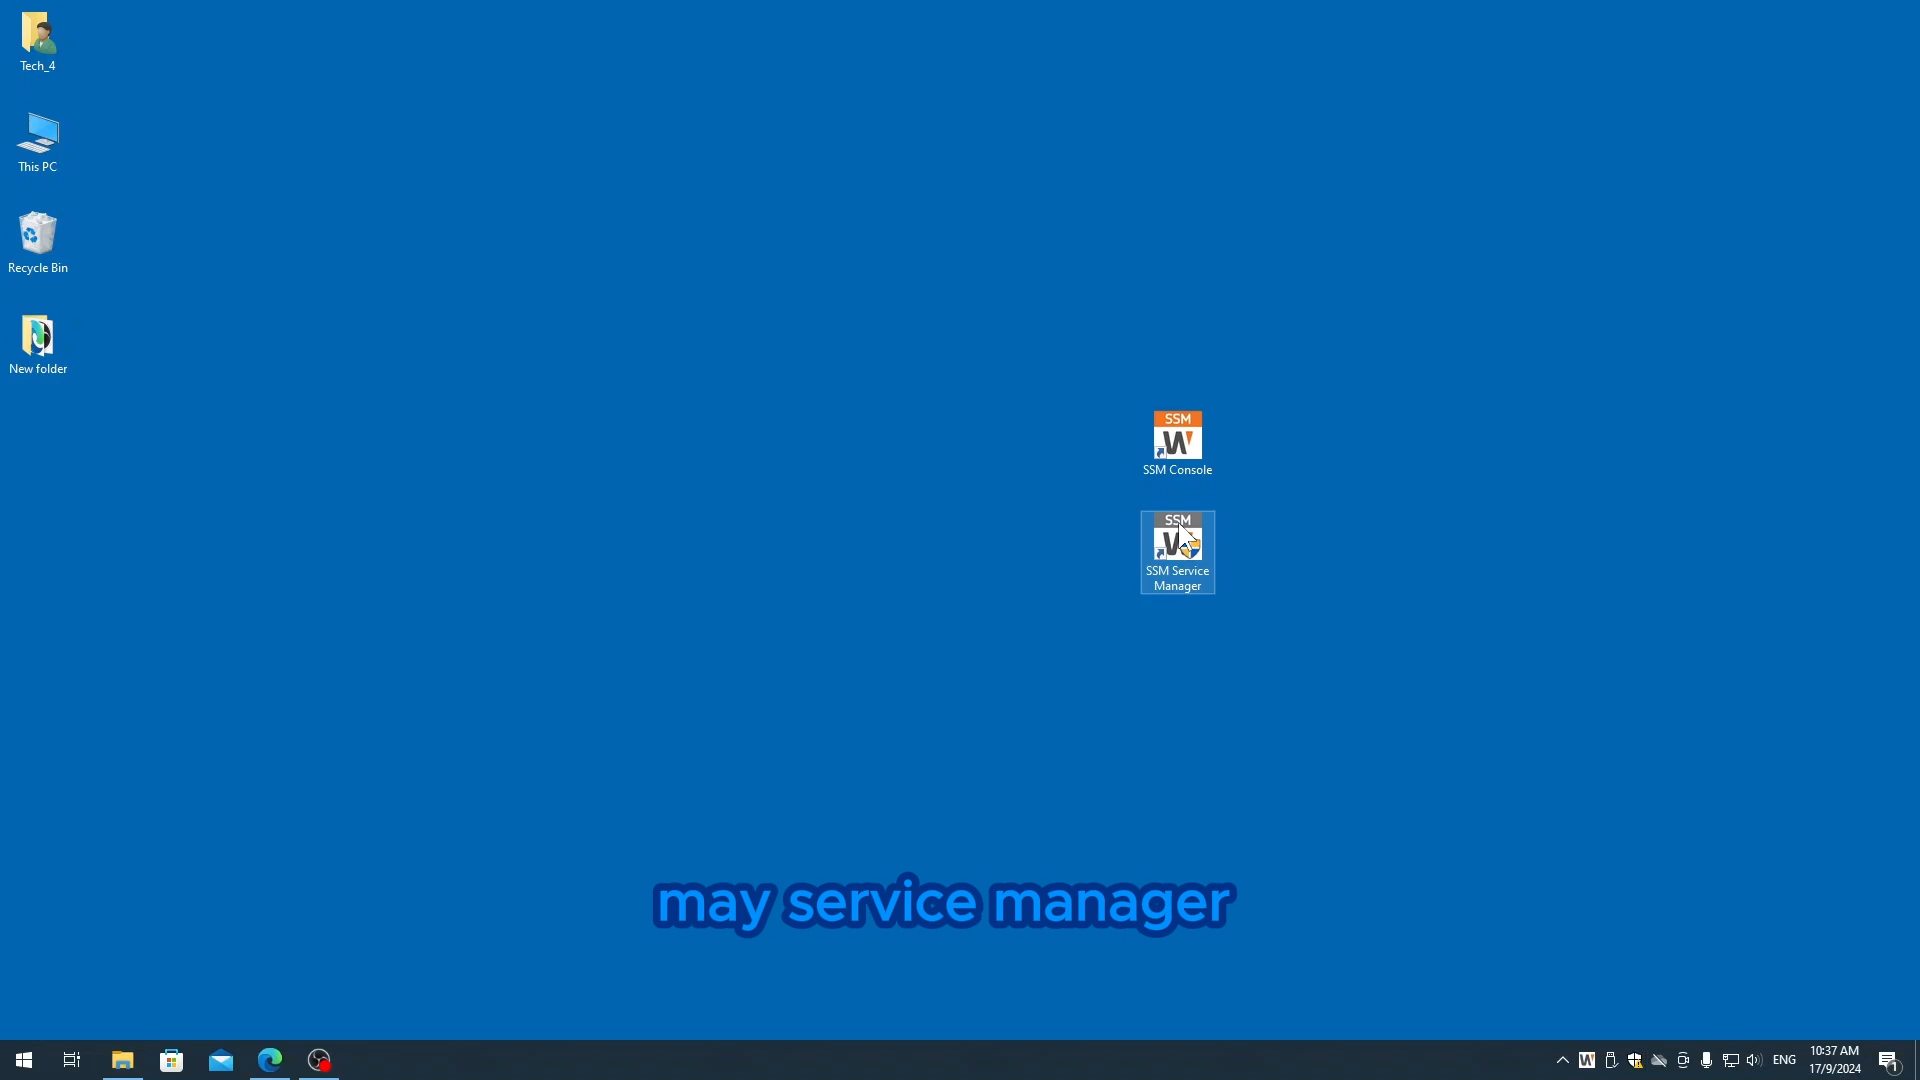 Tech_4
This PC
Recycle Bin
New folder
SSM
W
SSM Console
SSM
W
SSM Service
Manager
may service manager
W
ENG
10:37 AM
17/9/2024
1